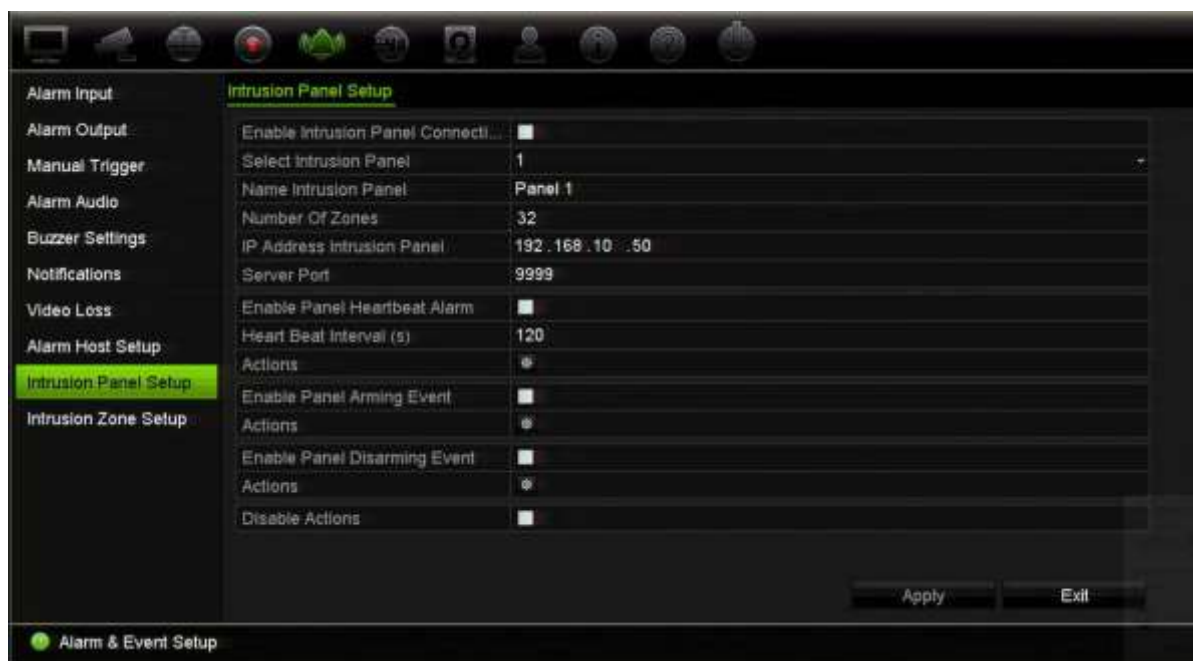 Alarm Input
Alarm Output
Manual Trigger
Alarm Audio
Buzzer Settings
Notifications
Video Loss
Alarm Host Setup
Intrusion Panel Setup
Intrusion Zone Setup
Intrusion Panel Setup
Enable Intrusion Panel Connecti...
Select Intrusion Panel 1
Name Intrusion Panel Panel 1
Number Of Zones 32
IP Address Intrusion Panel 192 . 168 . 10 . 50
Server Port 9999
Enable Panel Heartbeat Alarm
Heart Beat Interval (s) 120
Actions
Enable Panel Arming Event
Actions
Enable Panel Disarming Event
Actions
Disable Actions
Apply Exit
Alarm & Event Setup